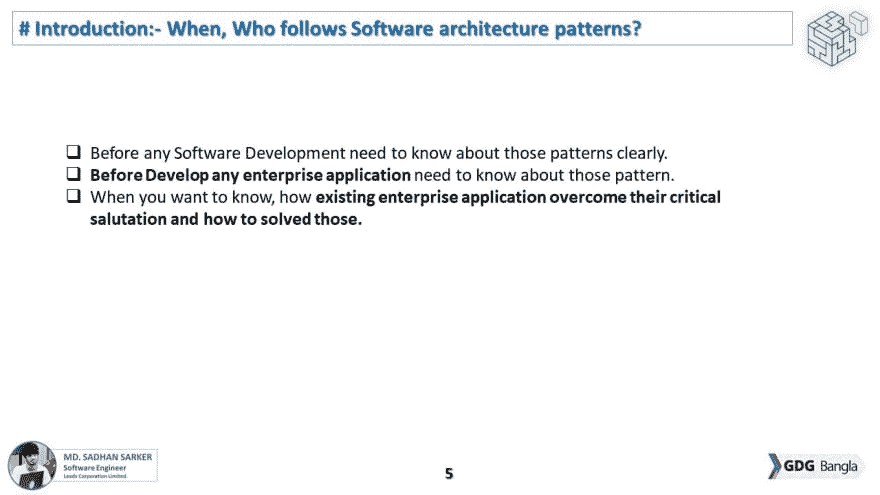 # Introduction:- When, Who follows Software architecture patterns?
❑ Before any Software Development need to know about those patterns clearly.
❑ Before Develop any enterprise application need to know about those pattern.
❑ When you want to know, how existing enterprise application overcome their critical
salutation and how to solved those.
MD. SADHAN SARKER
Software Engineer
Leads Corporation Limited.
5
GDG Bangla